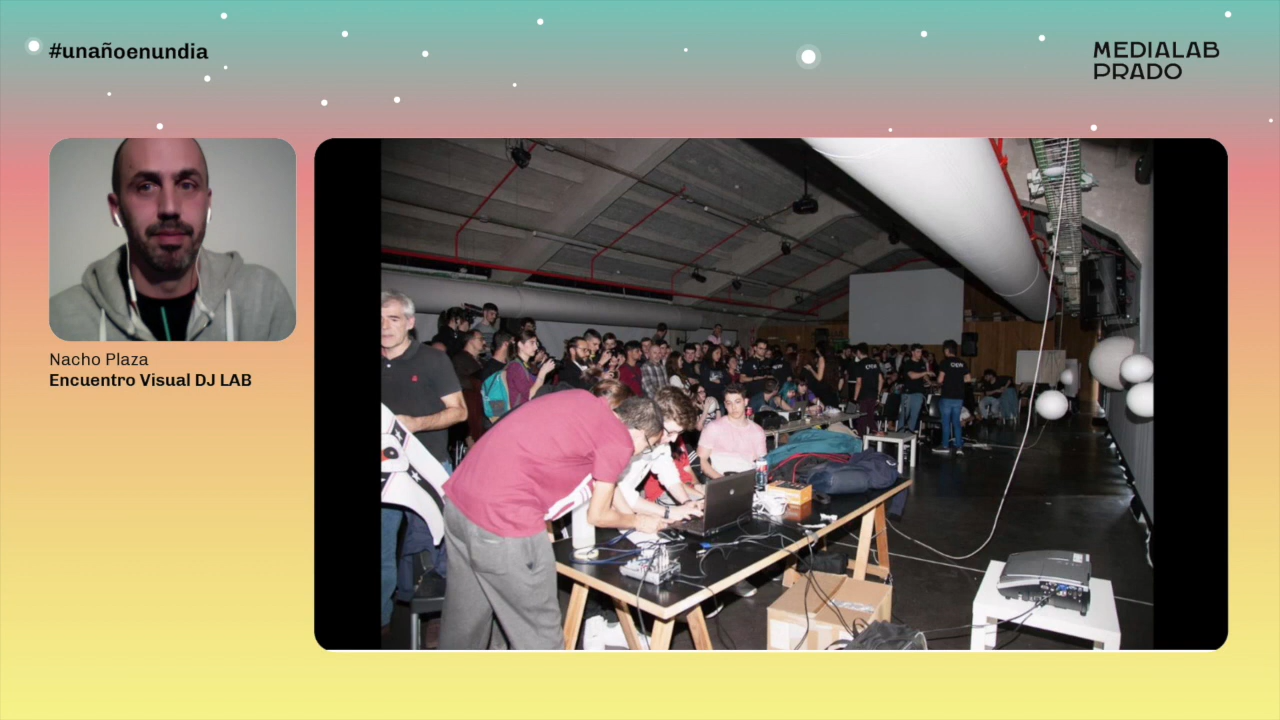 #unañoenundia
MEDIALAB
PRADO
Nacho Plaza
Encuentro Visual DJ LAB